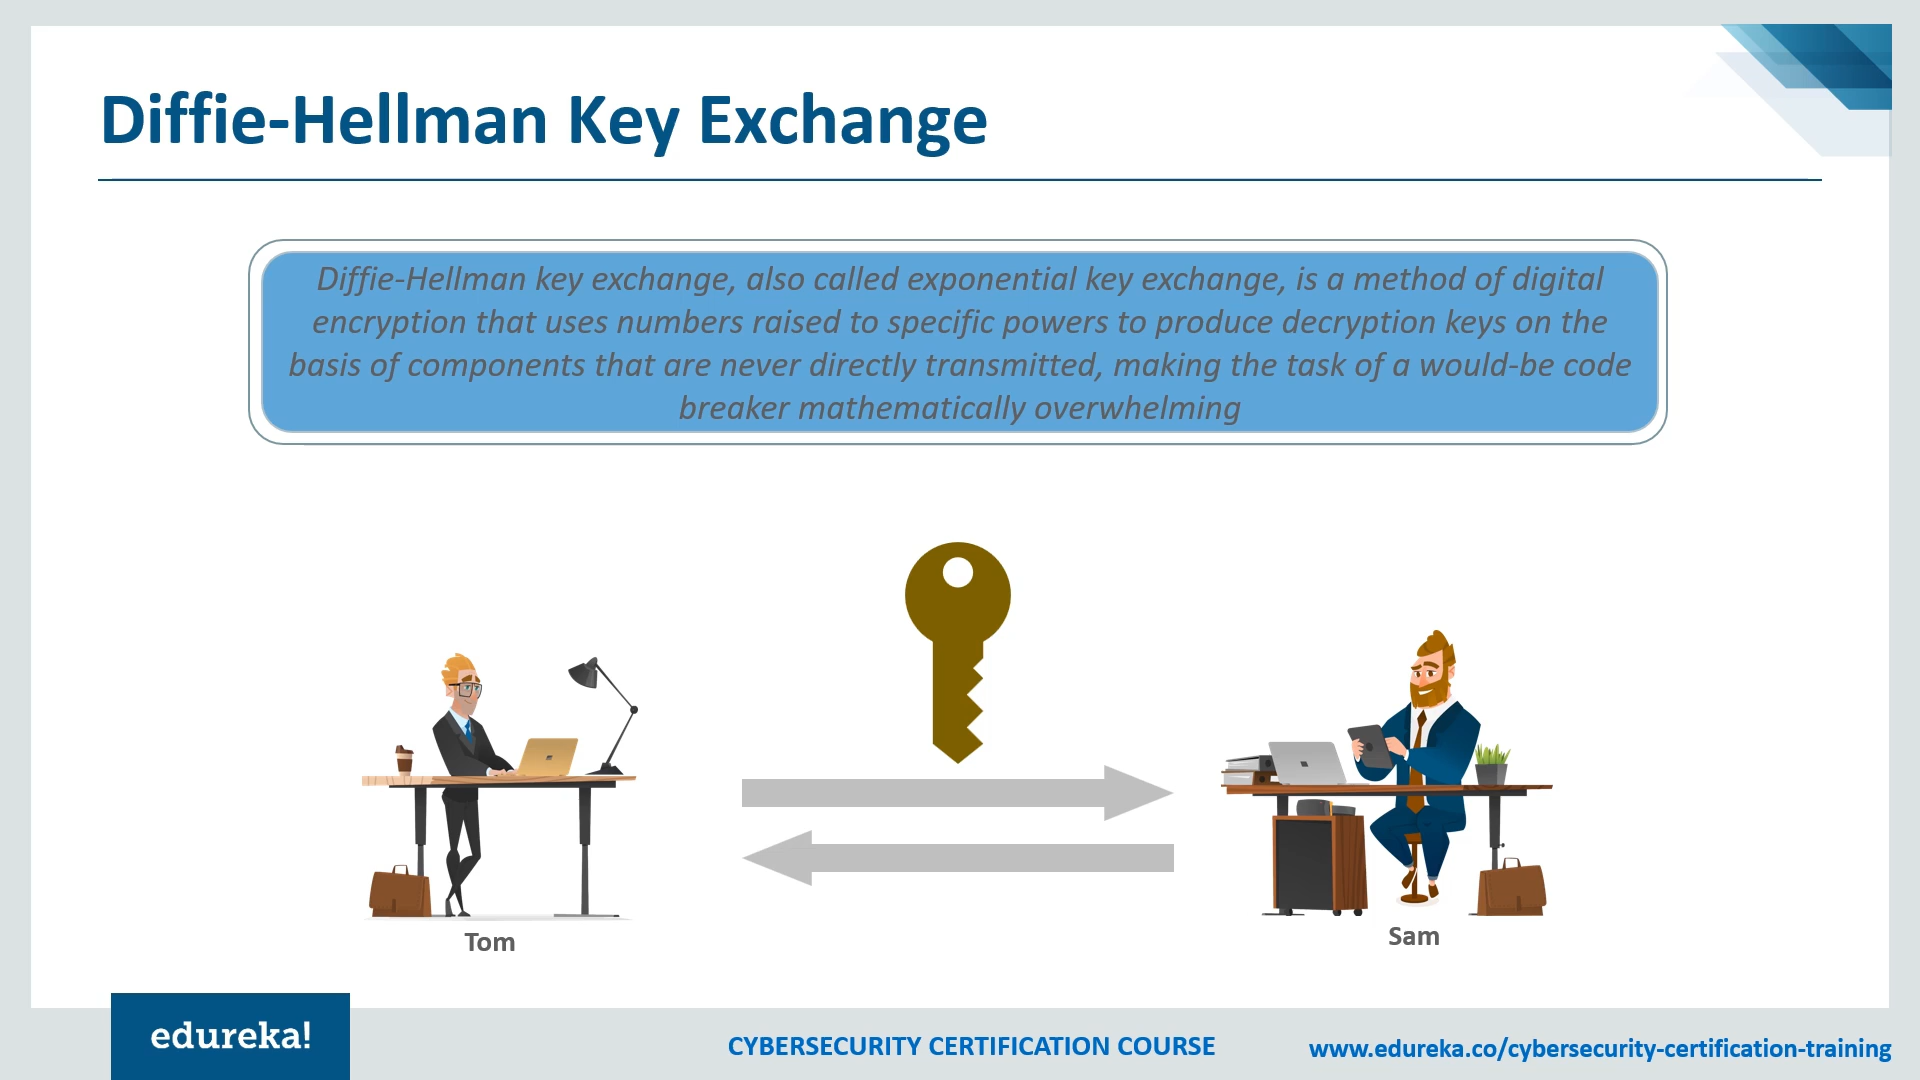 Diffie-Hellman Key Exchange
Diffie-Hellman key exchange, also called exponential key exchange, is a method of digital
encryption that uses numbers raised to specific powers to produce decryption keys on the
basis of components that are never directly transmitted, making the task of a would-be code
breaker mathematically overwhelming
Tom
Sam
edureka!
CYBERSECURITY CERTIFICATION COURSE
www.edureka.co/cybersecurity-certification-training